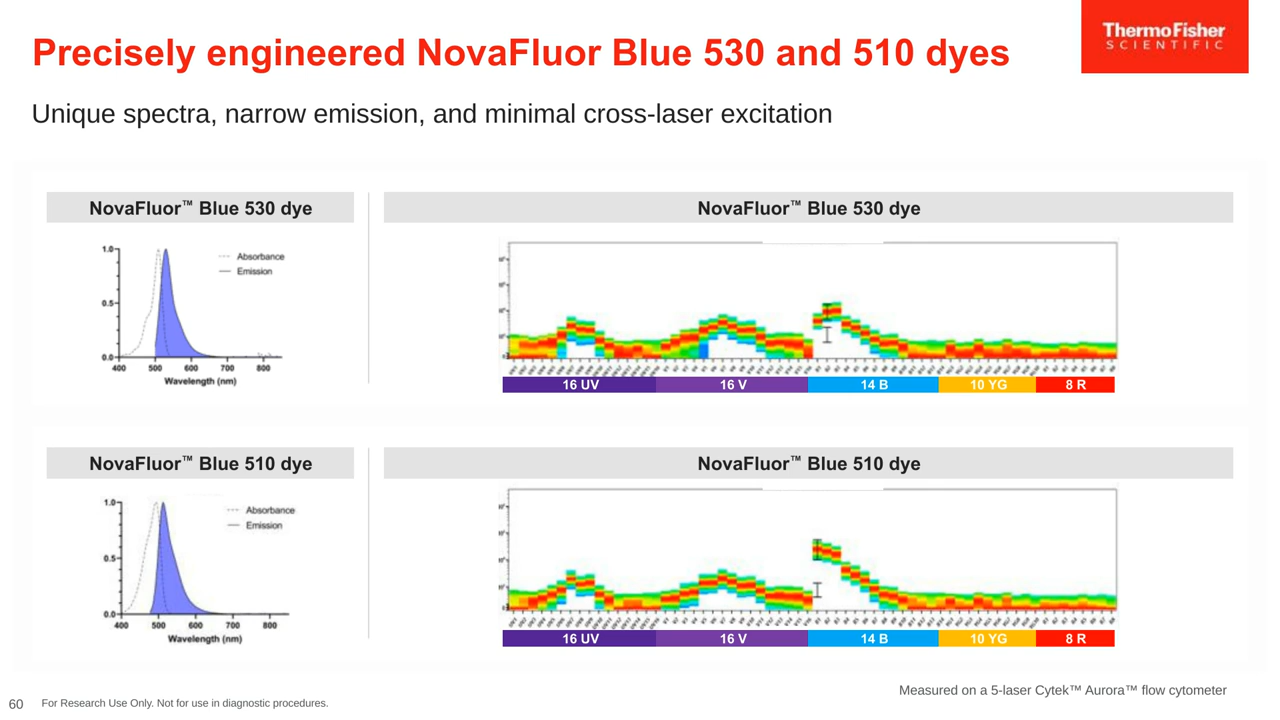 Precisely engineered NovaFluor Blue 530 and 510 dyes
ThermoFisher
SCIENTIFIC
Unique spectra, narrow emission, and minimal cross-laser excitation
NovaFluor™ Blue 530 dye
NovaFluor™ Blue 530 dye
1.0
0.5
0.0
Absorbance
Emission
400 500 600 700 800
Wavelength (nm)
16 UV 16 V 14 B 10 YG 8 R
NovaFluor™ Blue 510 dye
NovaFluor™ Blue 510 dye
1.0
0.5
0.0
Absorbance
Emission
400 500 600 700 800
Wavelength (nm)
16 UV 16 V 14 B 10 YG 8 R
Measured on a 5-laser Cytek™ Aurora™ flow cytometer
60 For Research Use Only. Not for use in diagnostic procedures.